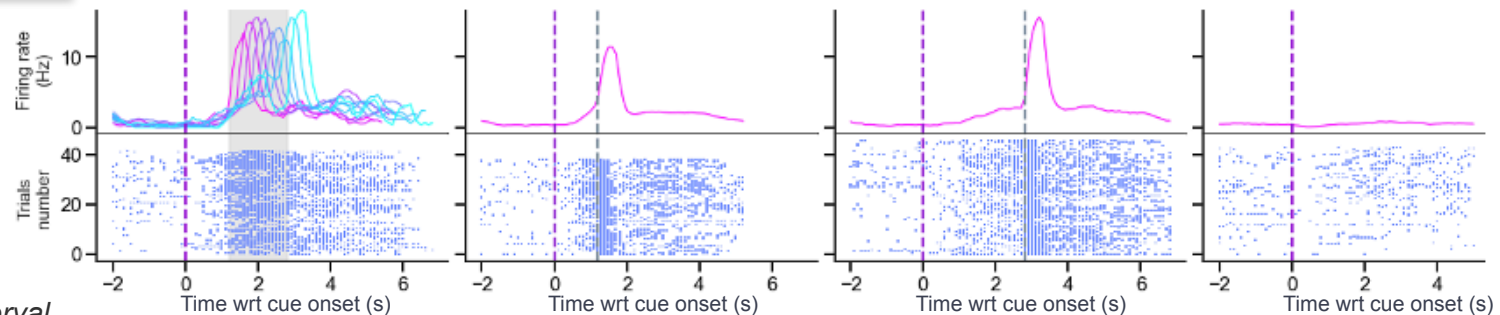 Firing rate
(Hz)
10
0
Trials
number
40
20
0
-2 0 2 4 6
-2 0 2 4 6
-2 0 2 4 6
-2 0 2 4
Time wrt cue onset (s)
Time wrt cue onset (s)
Time wrt cue onset (s)
Time wrt cue onset (s)